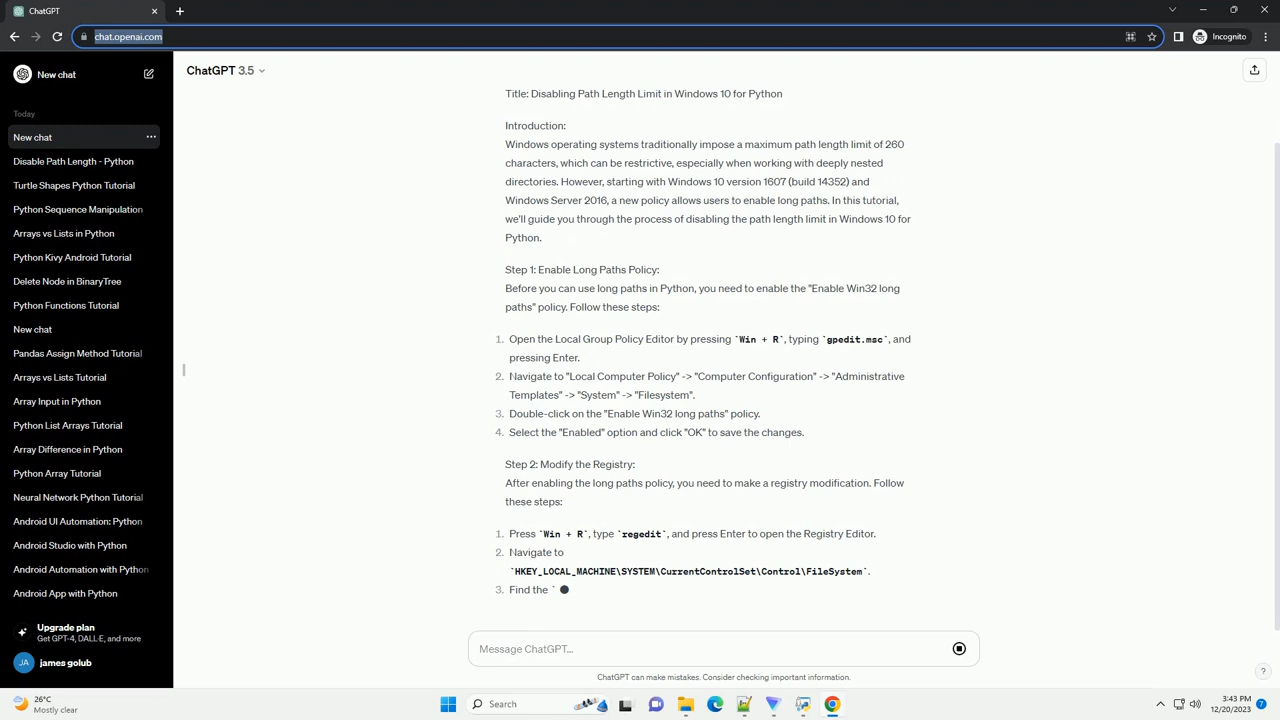 ChatGPT
chat.openai.com
Incognito
New chat
Today
New chat
Disable Path Length - Python
Turtle Shapes Python Tutorial
Python Sequence Manipulation
Arrays vs Lists in Python
Python Kivy Android Tutorial
Delete Node in BinaryTree
Python Functions Tutorial
New chat
Pandas Assign Method Tutorial
Arrays vs Lists Tutorial
Array Input in Python
Python List Arrays Tutorial
Array Difference in Python
Python Array Tutorial
Neural Network Python Tutorial
Android UI Automation: Python
Android Studio with Python
Android Automation with Python
Android App with Python
Upgrade plan
Get GPT-4, DALL·E, and more
JA james golub
ChatGPT 3.5
Title: Disabling Path Length Limit in Windows 10 for Python
Introduction:
Windows operating systems traditionally impose a maximum path length limit of 260
characters, which can be restrictive, especially when working with deeply nested
directories. However, starting with Windows 10 version 1607 (build 14352) and
Windows Server 2016, a new policy allows users to enable long paths. In this tutorial,
we'll guide you through the process of disabling the path length limit in Windows 10 for
Python.
Step 1: Enable Long Paths Policy:
Before you can use long paths in Python, you need to enable the "Enable Win32 long
paths" policy. Follow these steps:
1. Open the Local Group Policy Editor by pressing `Win + R`, typing `gpedit.msc`, and
pressing Enter.
2. Navigate to "Local Computer Policy" -> "Computer Configuration" -> "Administrative
Templates" -> "System" -> "Filesystem".
3. Double-click on the "Enable Win32 long paths" policy.
4. Select the "Enabled" option and click "OK" to save the changes.
Step 2: Modify the Registry:
After enabling the long paths policy, you need to make a registry modification. Follow
these steps:
1. Press `Win + R`, type `regedit`, and press Enter to open the Registry Editor.
2. Navigate to
`HKEY_LOCAL_MACHINE\SYSTEM\CurrentControlSet\Control\FileSystem`.
3. Find the `
Message ChatGPT...
ChatGPT can make mistakes. Consider checking important information.
?
26°C
Mostly clear
Search
3:43 PM
12/20/2023
7